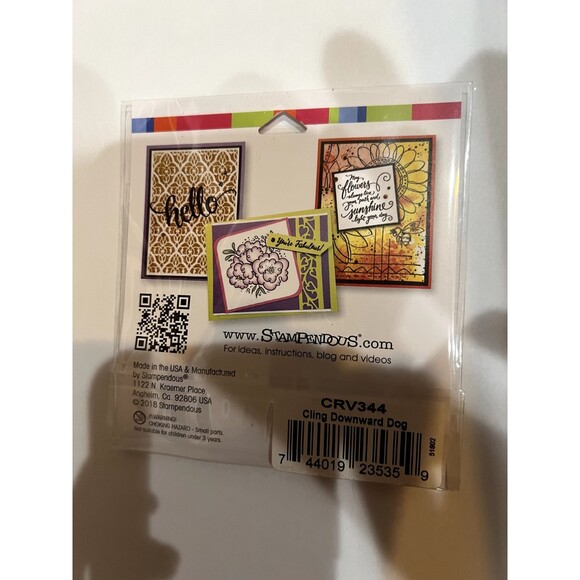 hello
You're Fabulous!
May
flowers
always line
your path and
sunshine
light your day.
www.STAMPENDOUS®.com
For ideas, instructions, blog and videos
Made in the USA & Manufactured
by Stampendous®
1122 N. Kraemer Place,
Anaheim, Ca. 92806 USA
© 2018 Stampendous
WARNING!
CHOKING HAZARD - Small parts.
Not suitable for children under 3 years.
CRV344
Cling Downward Dog
7 44019 23535 9
51802